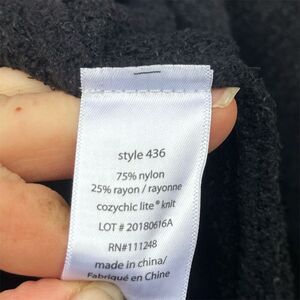 style 436
75% nylon
25% rayon / rayonne
cozychic lite® knit
LOT # 20180616A
RN#111248
made in china/
Fabriqué en Chine